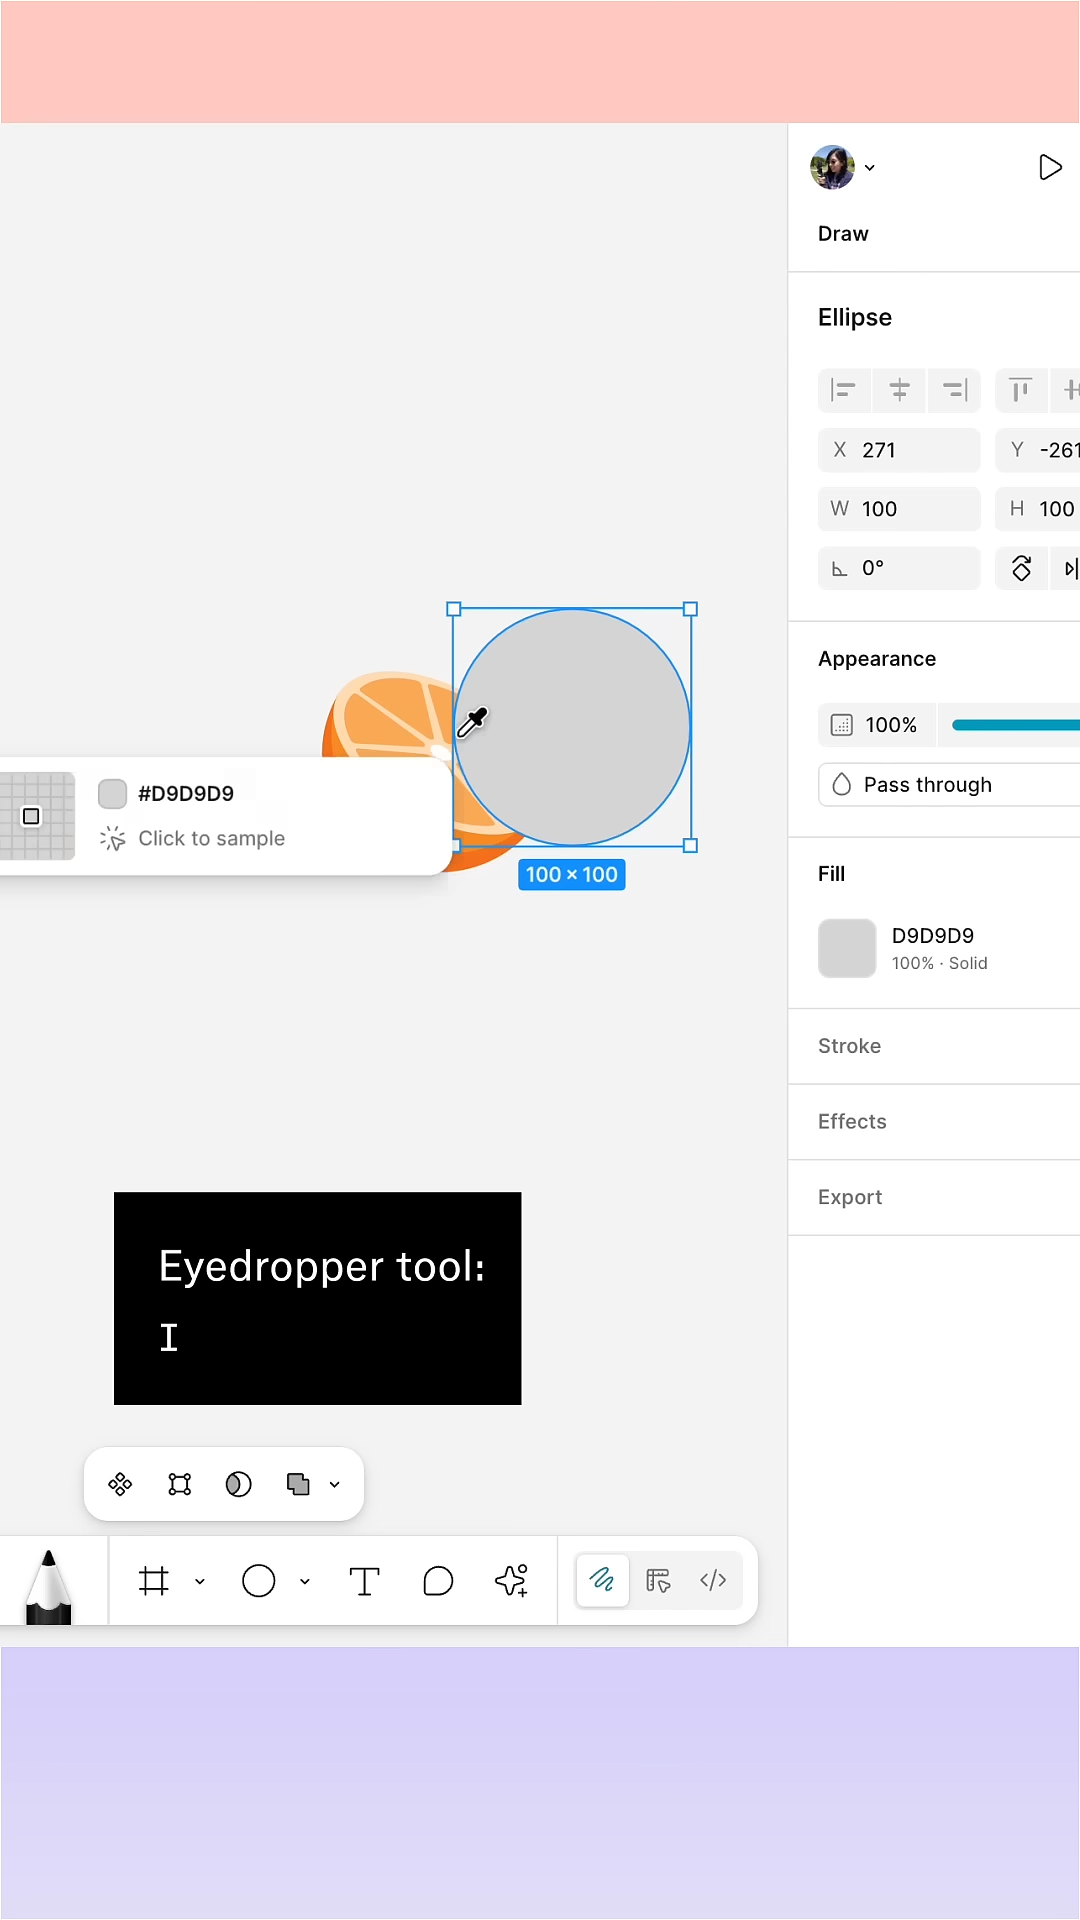 Draw
Ellipse
X 271
Y -261
W 100
H 100
0°
Appearance
100%
Pass through
#D9D9D9
Click to sample
100 × 100
Fill
D9D9D9
100% · Solid
Stroke
Effects
Export
Eyedropper tool:
I